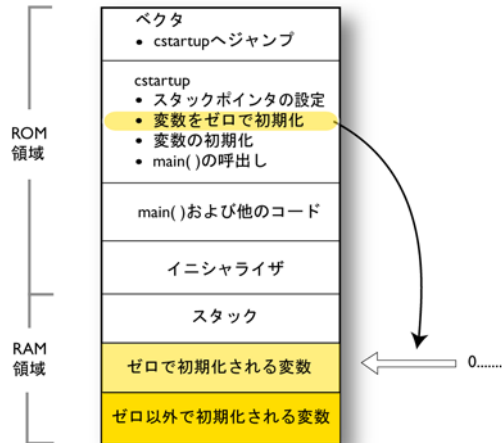 ベクタ
• cstartupへジャンプ
cstartup
• スタックポインタの設定
• 変数をゼロで初期化
• 変数の初期化
• main( )の呼出し
ROM
領域
main( )および他のコード
イニシャライザ
スタック
RAM
領域
ゼロで初期化される変数
0.......
ゼロ以外で初期化される変数